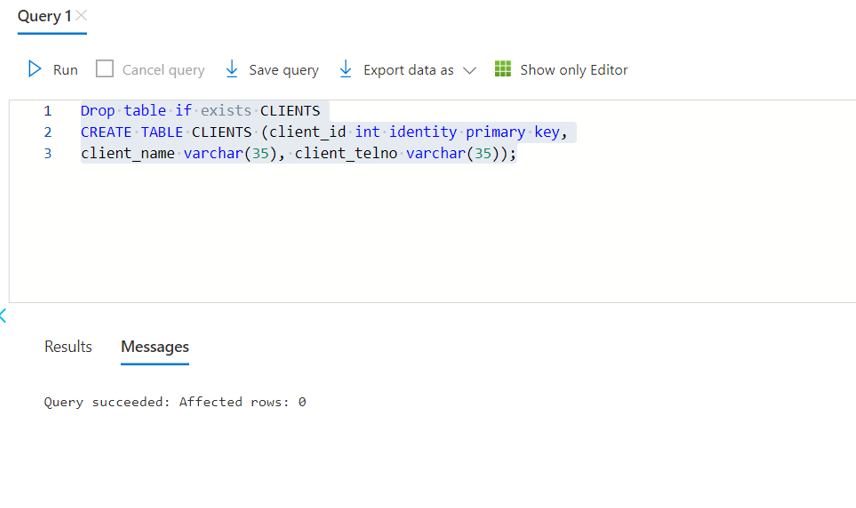 Query 1
Run Cancel query Save query Export data as Show only Editor
1 Drop table if exists CLIENTS
2 CREATE TABLE CLIENTS (client_id int identity primary key,
3 client_name varchar(35), client_telno varchar(35));
Results Messages
Query succeeded: Affected rows: 0